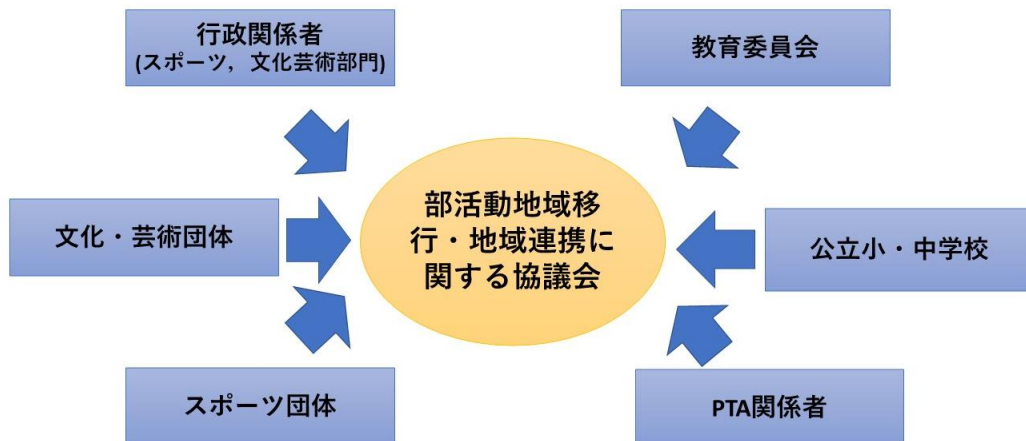 行政関係者
(スポーツ，文化芸術部門)
教育委員会
文化・芸術団体
部活動地域移
行・地域連携に
関する協議会
公立小・中学校
スポーツ団体
PTA関係者